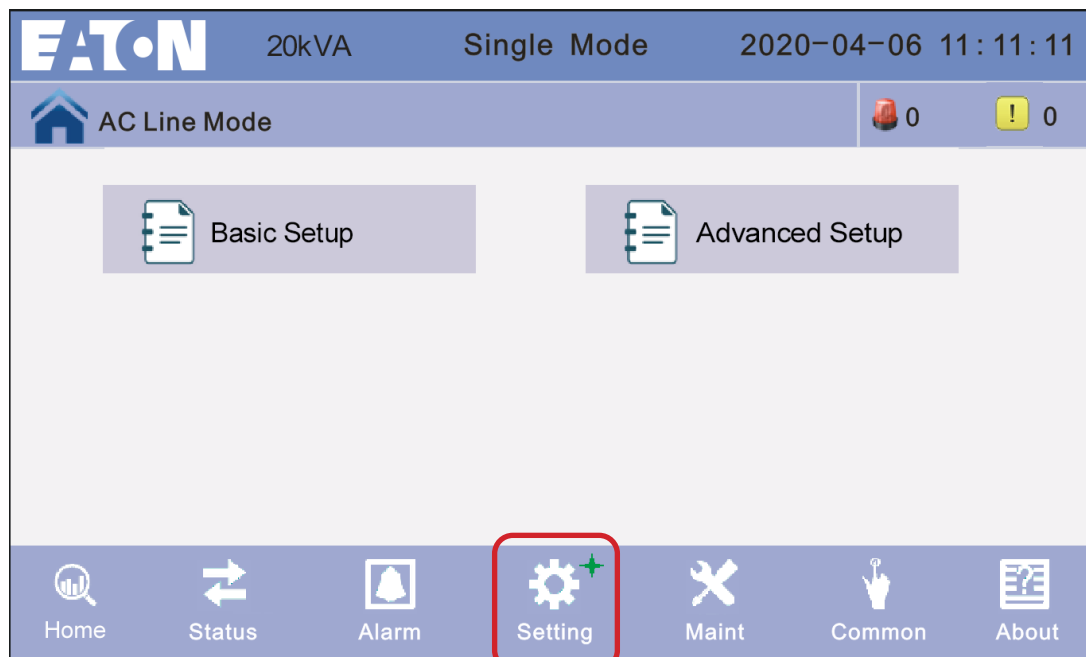 EATON 20kVA Single Mode 2020-04-06 11:11:11
AC Line Mode 0 ! 0
Basic Setup Advanced Setup
Home Status Alarm Setting Maint Common About